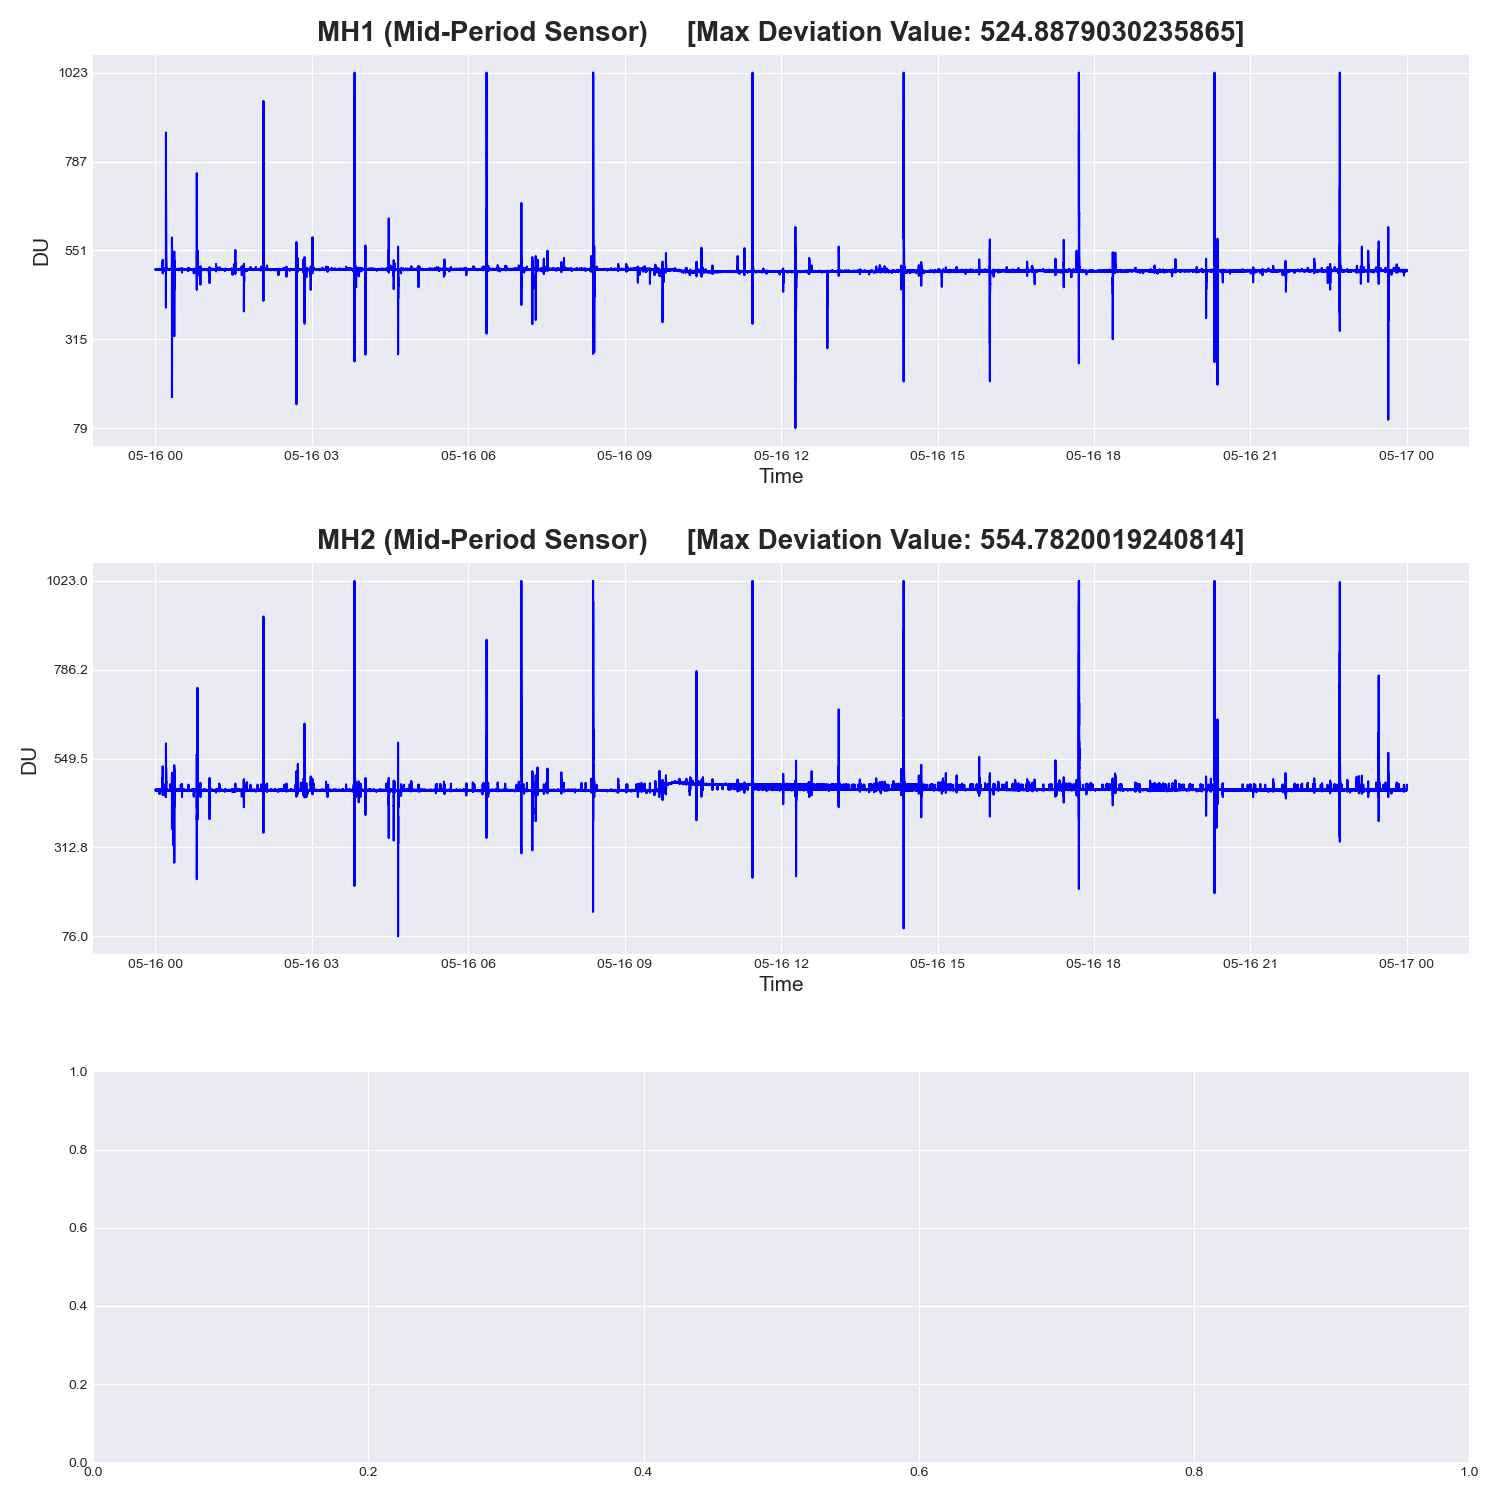 MH1 (Mid-Period Sensor) [Max Deviation Value: 524.8879030235865]
1023
787
551
315
79
DU
05-16 00 05-16 03 05-16 06 05-16 09 05-16 12 05-16 15 05-16 18 05-16 21 05-17 00
Time
MH2 (Mid-Period Sensor) [Max Deviation Value: 554.7820019240814]
1023.0
786.2
549.5
312.8
76.0
DU
05-16 00 05-16 03 05-16 06 05-16 09 05-16 12 05-16 15 05-16 18 05-16 21 05-17 00
Time
1.0
0.8
0.6
0.4
0.2
0.0
0.0 0.2 0.4 0.6 0.8 1.0